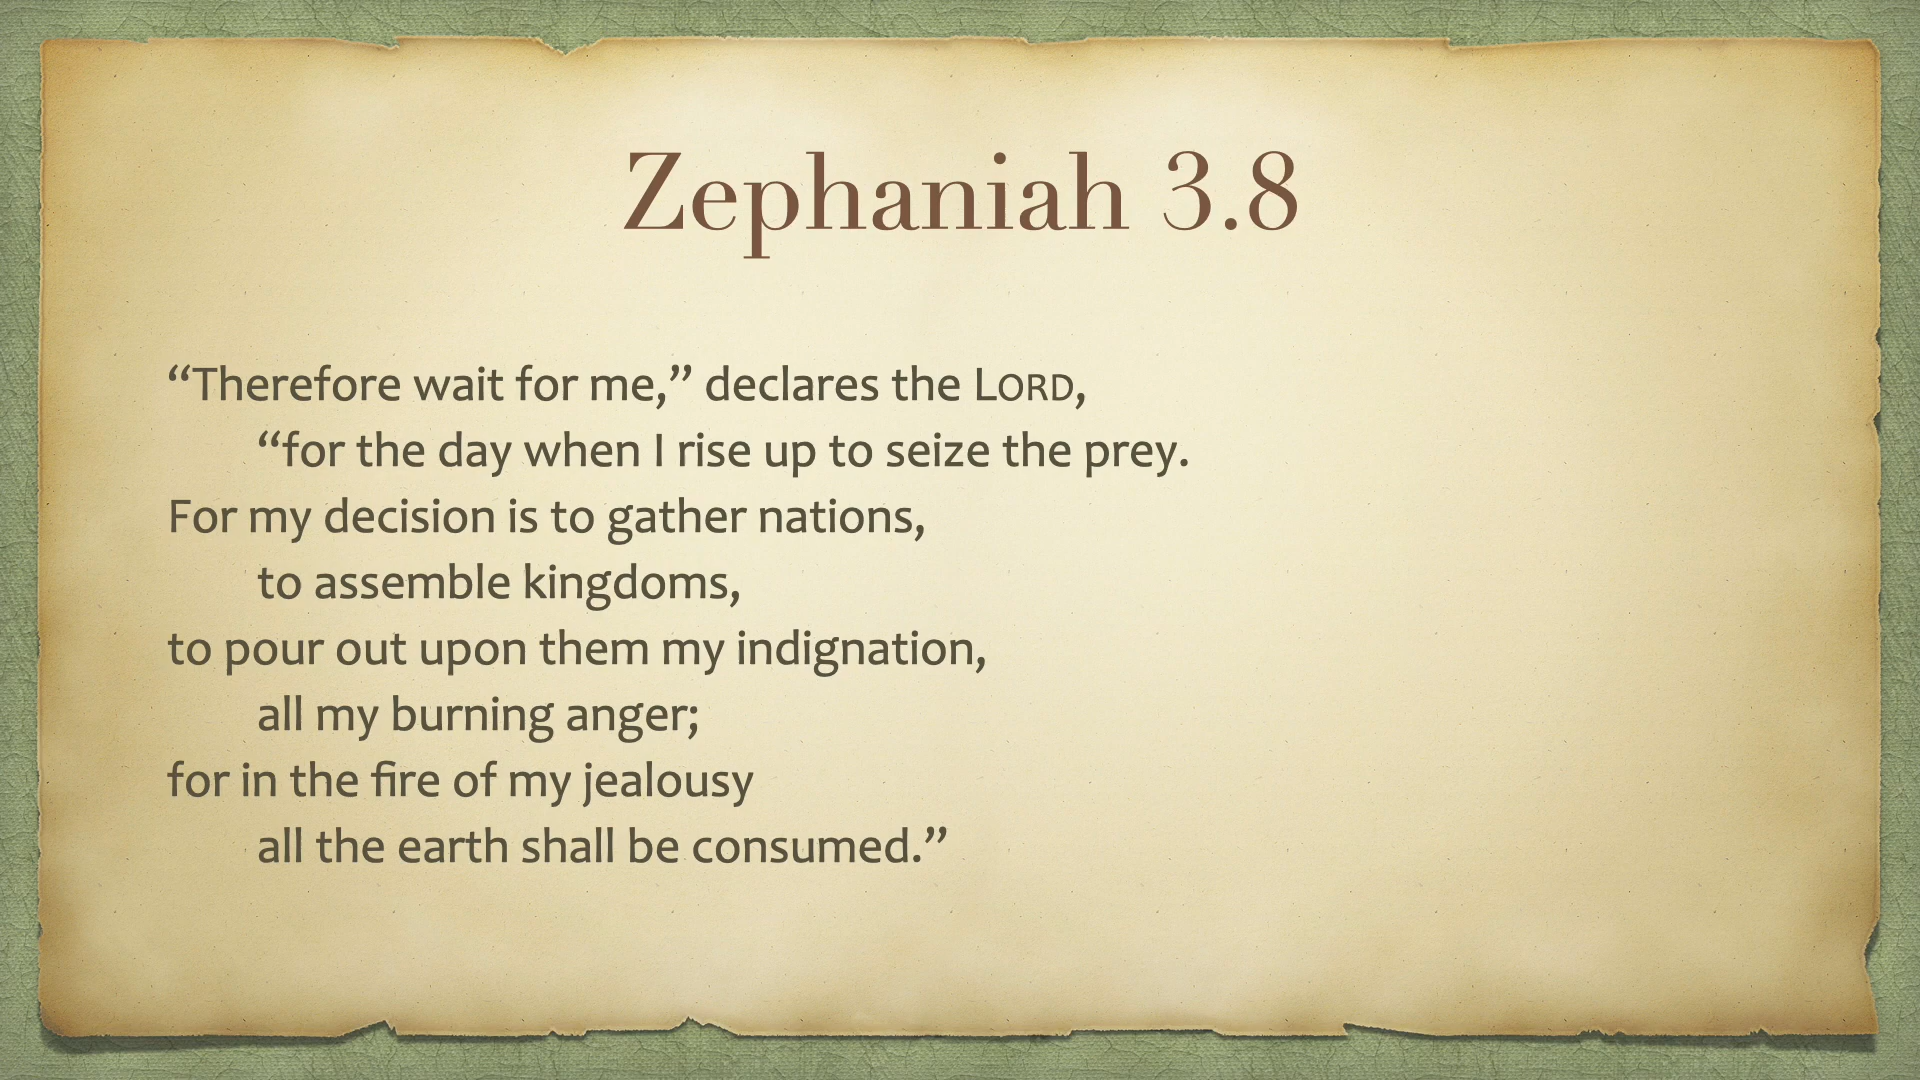 Zephaniah 3.8
“Therefore wait for me,” declares the LORD,
“for the day when I rise up to seize the prey.
For my decision is to gather nations,
to assemble kingdoms,
to pour out upon them my indignation,
all my burning anger;
for in the fire of my jealousy
all the earth shall be consumed.”